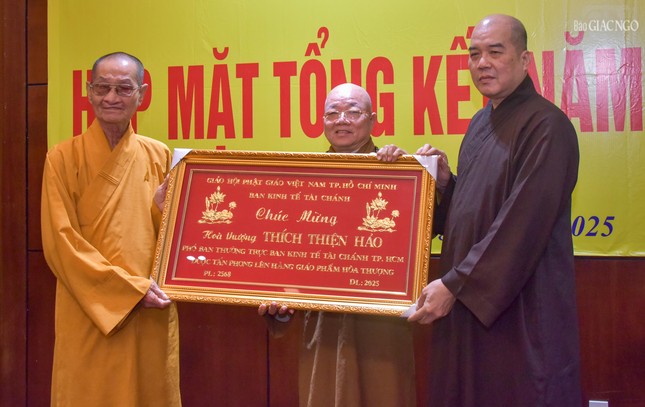 Báo GIÁC NGỘ
HỌP MẶT TỔNG KẾT NĂM
2025
GIÁO HỘI PHẬT GIÁO VIỆT NAM TP. HỒ CHÍ MINH
BAN KINH TẾ TÀI CHÁNH
Chúc Mừng
Hoà thượng THÍCH THIỆN HẢO
PHÓ BAN THƯỜNG TRỰC BAN KINH TẾ TÀI CHÁNH TP. HCM
ĐƯỢC TẤN PHONG LÊN HÀNG GIÁO PHẨM HÒA THƯỢNG
PL.: 2568 DL.: 2025